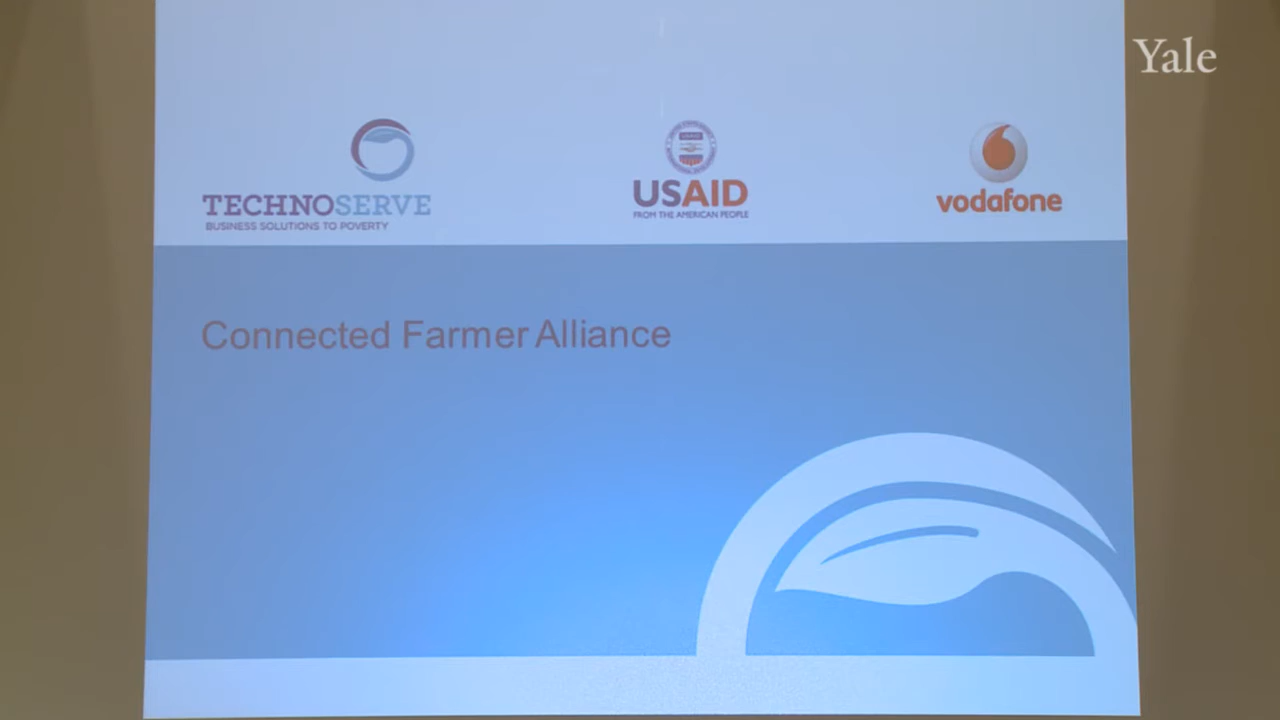 Yale
TECHNOSERVE
BUSINESS SOLUTIONS TO POVERTY
USAID
FROM THE AMERICAN PEOPLE
vodafone
Connected Farmer Alliance